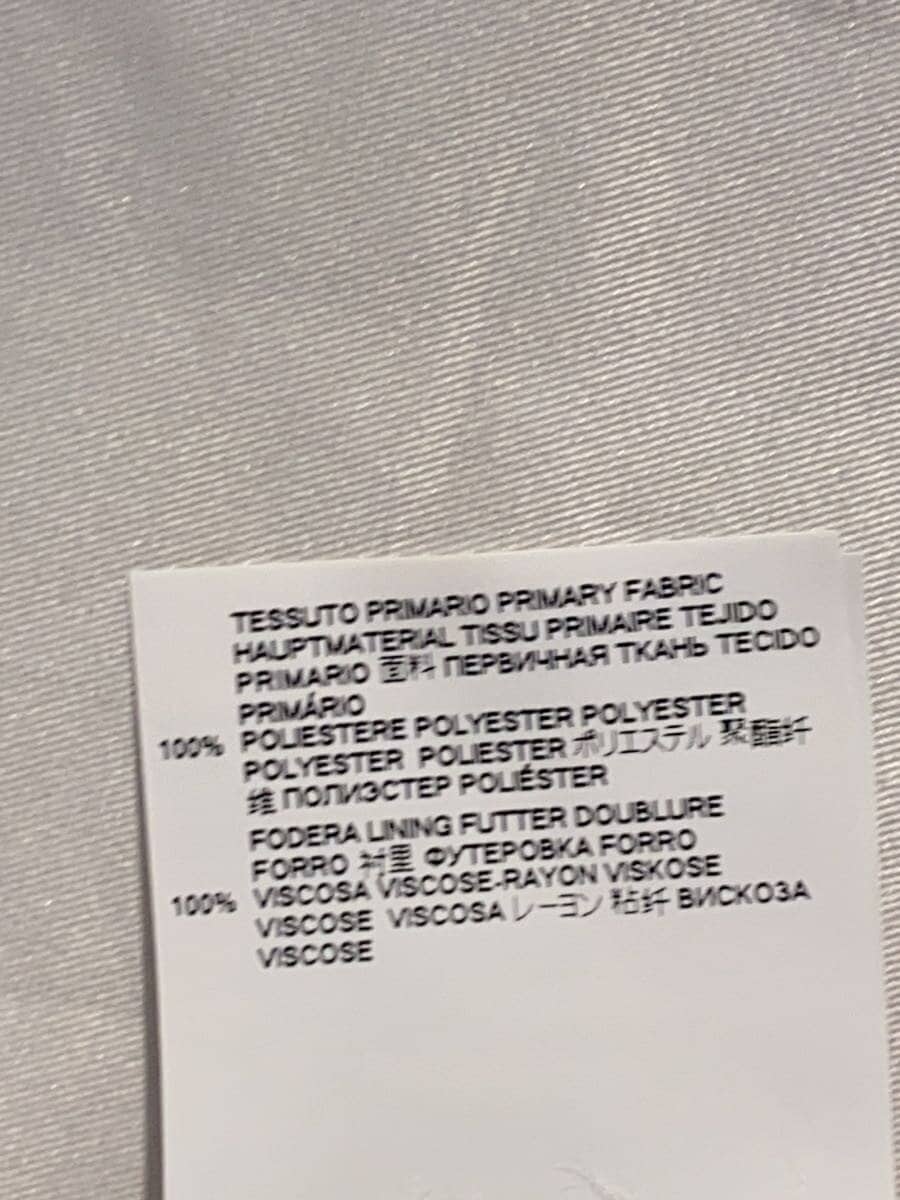 TESSUTO PRIMARIO PRIMARY FABRIC
HAUPTMATERIAL TISSU PRIMAIRE TEJIDO
PRIMARIO 面料 ПЕРВИЧНАЯ ТКАНЬ TECIDO
PRIMÁRIO
100% POLIESTERE POLYESTER POLYESTER
POLYESTER POLIESTER ポリエステル 聚酯纤
维 ПОЛИЭСТЕР POLIÉSTER
FODERA LINING FUTTER DOUBLURE
FORRO 衬里 ФУТЕРОВКА FORRO
100% VISCOSA VISCOSE-RAYON VISKOSE
VISCOSE VISCOSA レーヨン 粘纤 ВИСКОЗА
VISCOSE